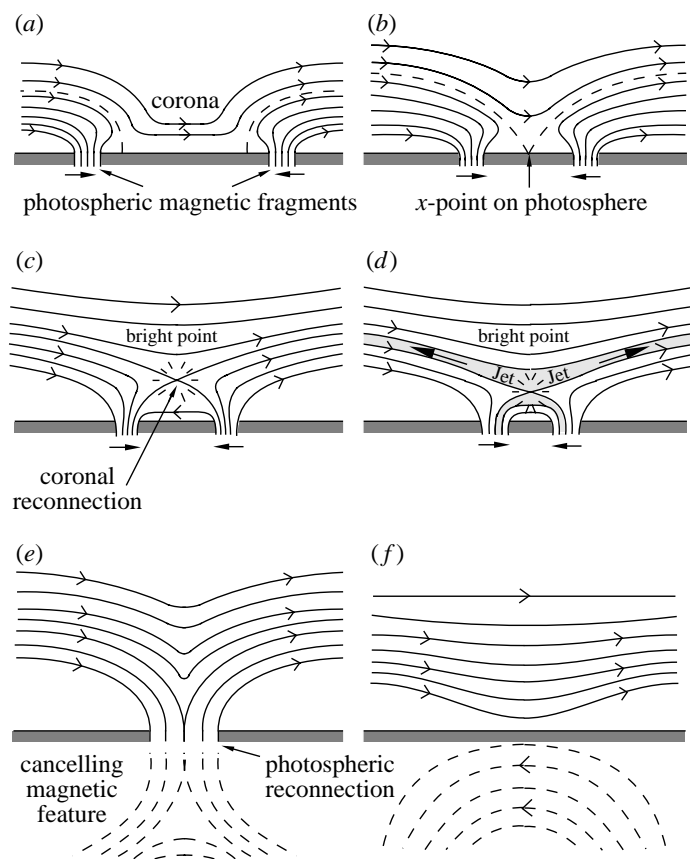 (a)
corona
photospheric magnetic fragments
(b)
x-point on photosphere
(c)
bright point
coronal
reconnection
(d)
bright point
Jet
Jet
(e)
cancelling
magnetic
feature
photospheric
reconnection
(f)